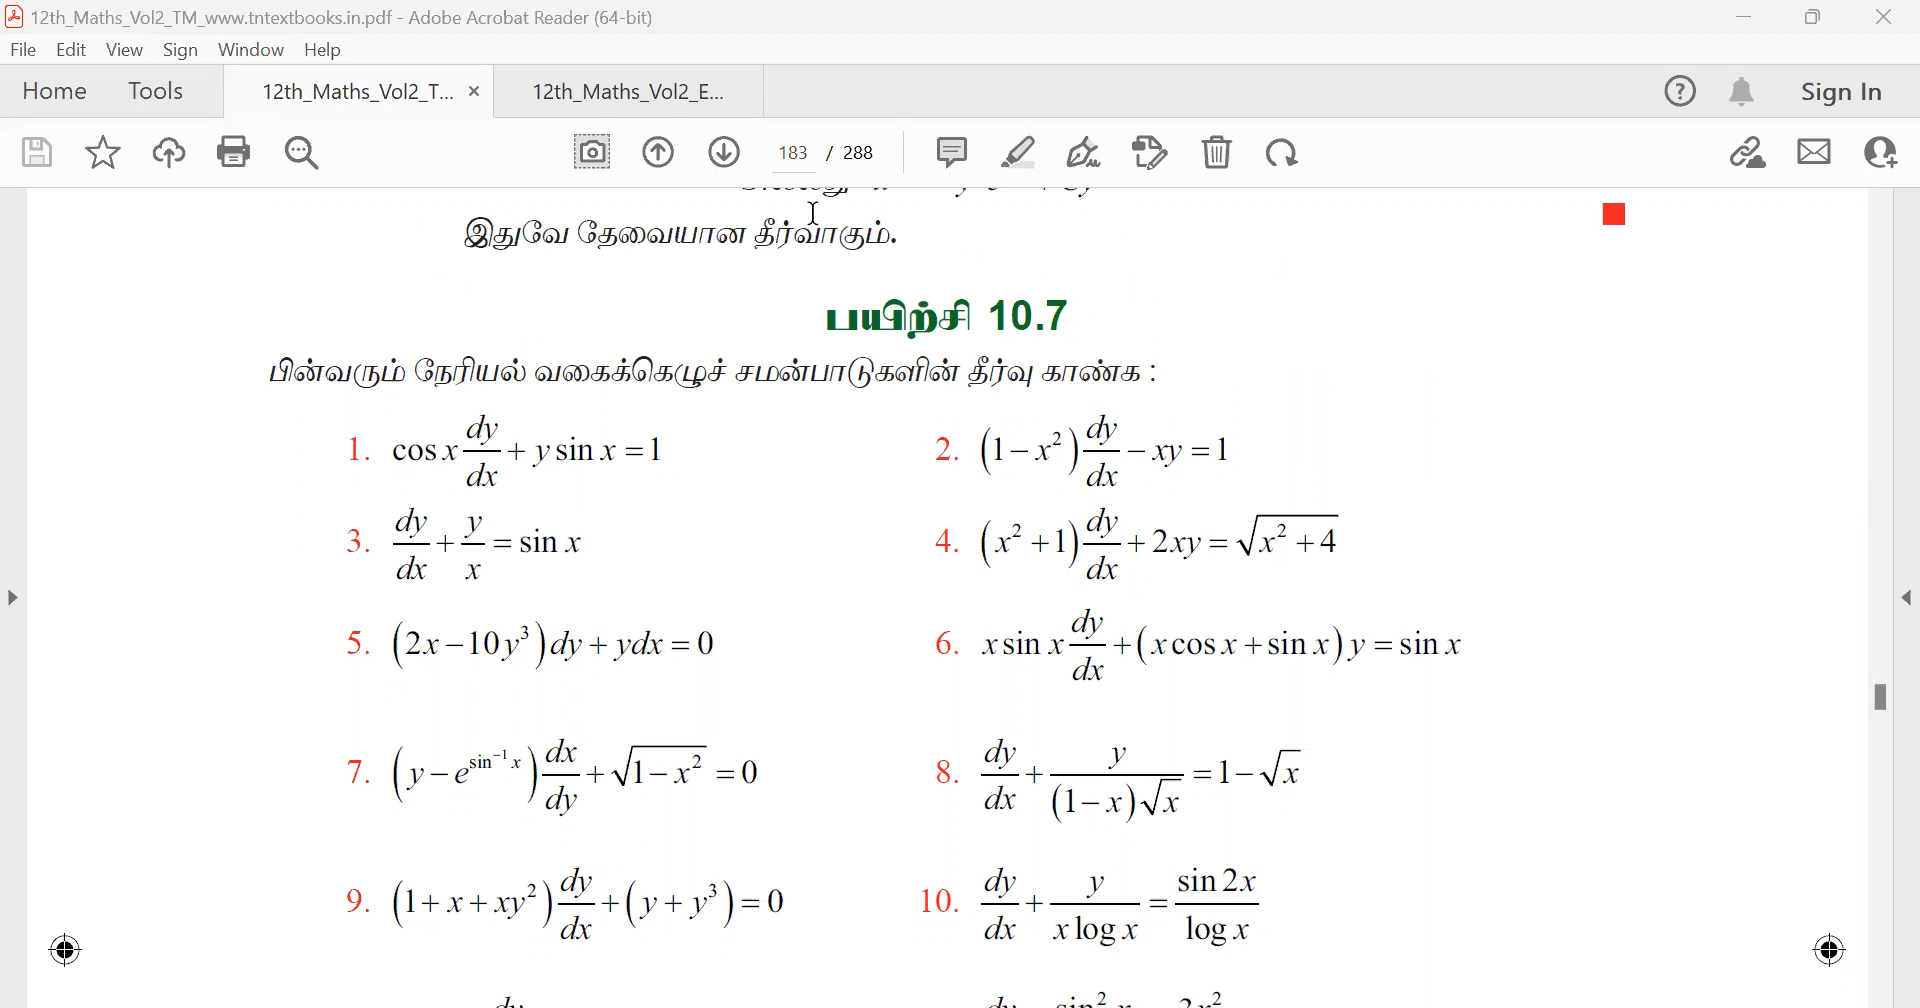 12th_Maths_Vol2_TM_www.tntextbooks.in.pdf - Adobe Acrobat Reader (64-bit)
File Edit View Sign Window Help
Home Tools 12th_Maths_Vol2_T... × 12th_Maths_Vol2_E... Sign In
183 / 288
இதுவே தேவையான தீர்வாகும்.
பயிற்சி 10.7
பின்வரும் நேரியல் வகைக்கெழுச் சமன்பாடுகளின் தீர்வு காண்க :
1. cos x dy/dx + y sin x = 1
2. (1 − x²) dy/dx − xy = 1
3. dy/dx + y/x = sin x
4. (x² + 1) dy/dx + 2xy = √(x² + 4)
5. (2x − 10y³) dy + ydx = 0
6. x sin x dy/dx + (x cos x + sin x) y = sin x
7. (y − e^(sin⁻¹ x)) dx/dy + √(1 − x²) = 0
8. dy/dx + y/((1 − x)√x) = 1 − √x
9. (1 + x + xy²) dy/dx + (y + y³) = 0
10. dy/dx + y/(x log x) = sin 2x/log x